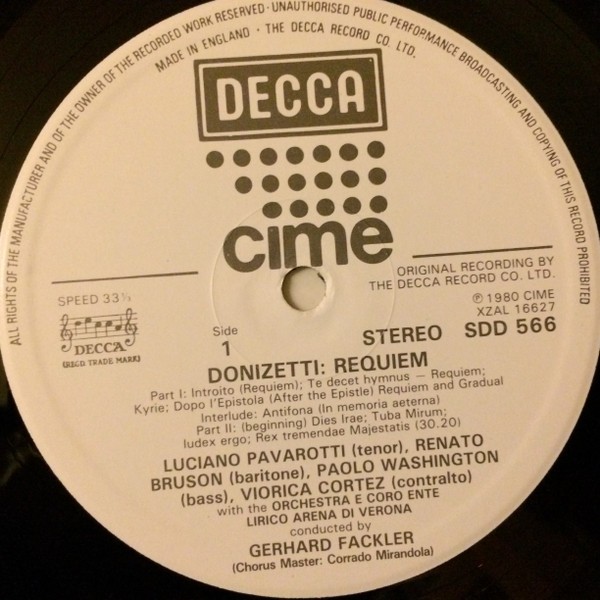 ALL RIGHTS OF THE MANUFACTURER AND OF THE OWNER OF THE RECORDED WORK RESERVED · UNAUTHORISED PUBLIC PERFORMANCE BROADCASTING AND COPYING OF THIS RECORD PROHIBITED
MADE IN ENGLAND · THE DECCA RECORD CO. LTD.
DECCA
cime
ORIGINAL RECORDING BY
THE DECCA RECORD CO. LTD.
SPEED 33⅓
℗ 1980 CIME
XZAL 16627
DECCA
(REGD. TRADE MARK)
Side
1
STEREO SDD 566
DONIZETTI: REQUIEM
Part I: Introito (Requiem); Te decet hymnus — Requiem;
Kyrie; Dopo l'Epistola (After the Epistle) Requiem and Gradual
Interlude: Antifona (In memoria aeterna)
Part II: (beginning) Dies Irae; Tuba Mirum;
Iudex ergo; Rex tremendae Majestatis (30.20)
LUCIANO PAVAROTTI (tenor), RENATO
BRUSON (baritone), PAOLO WASHINGTON
(bass), VIORICA CORTEZ (contralto)
with the ORCHESTRA E CORO ENTE
LIRICO ARENA DI VERONA
conducted by
GERHARD FACKLER
(Chorus Master: Corrado Mirandola)